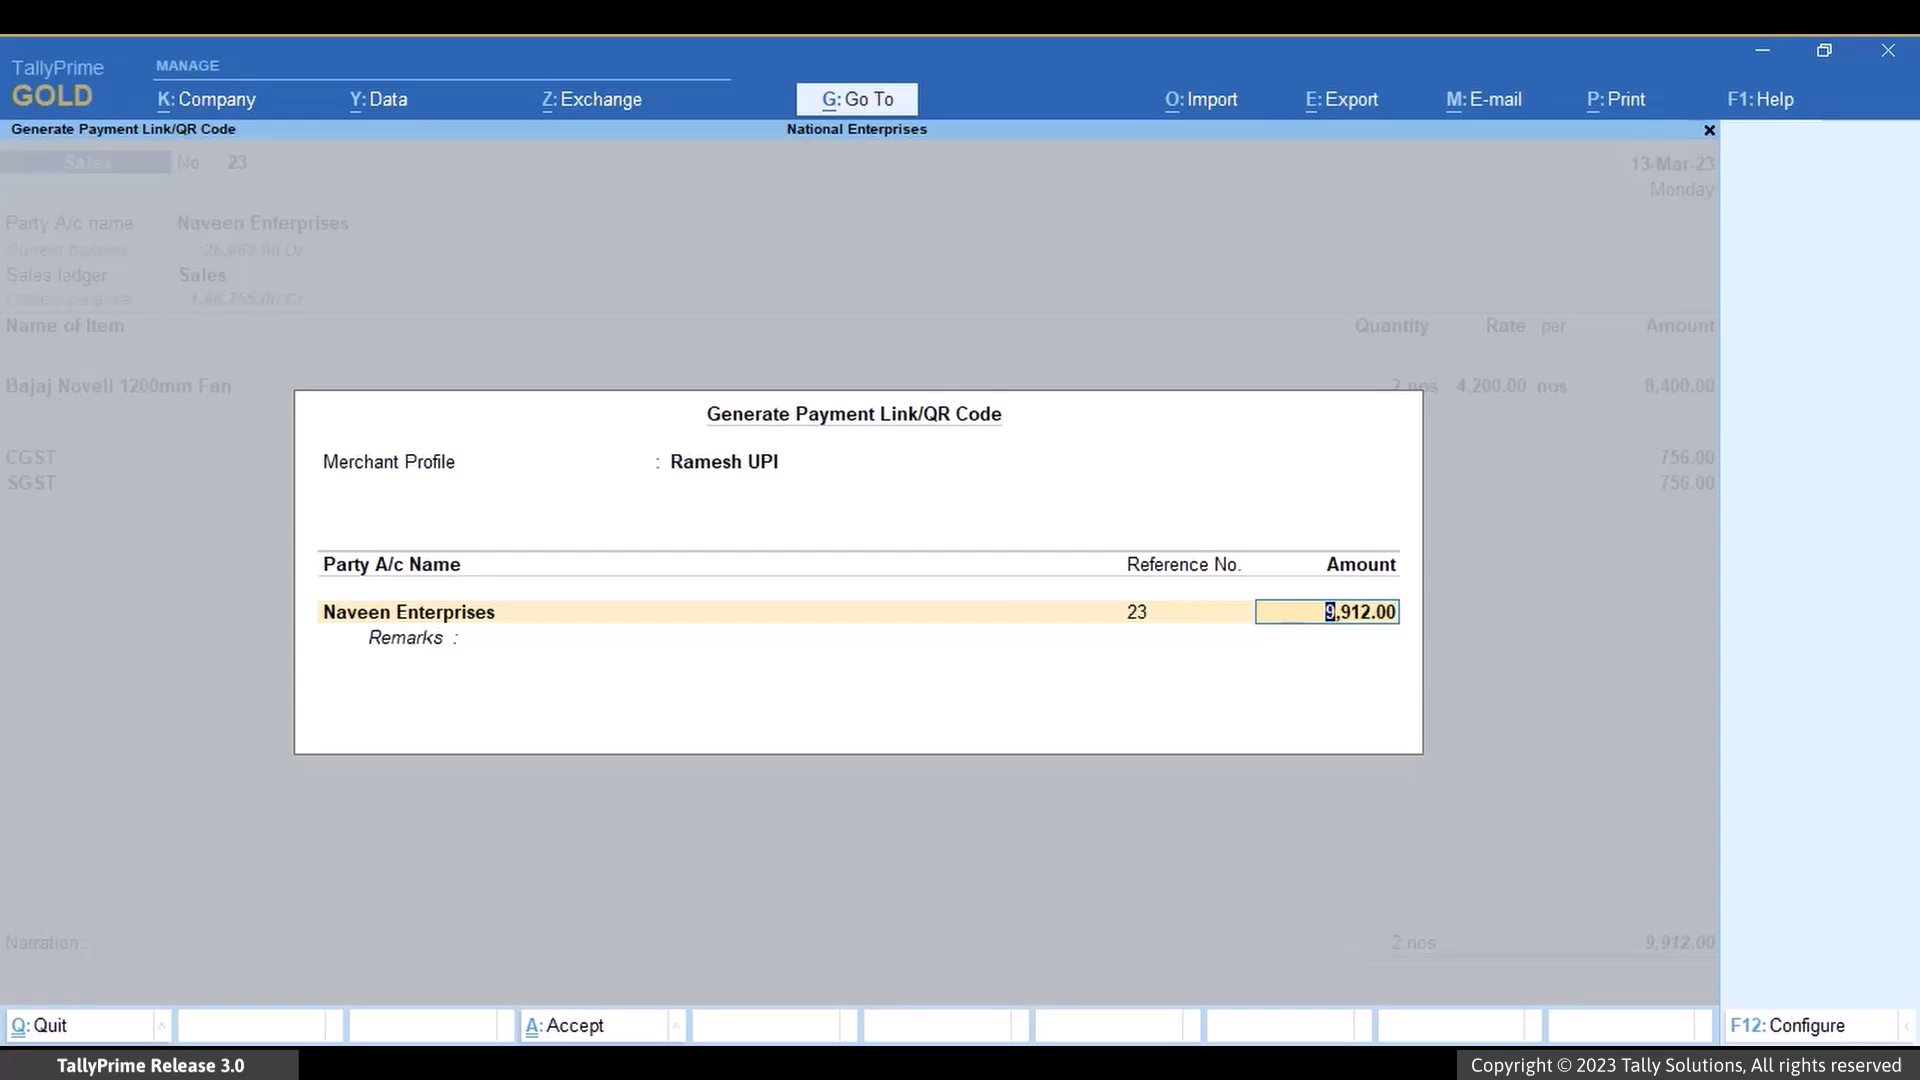 TallyPrime
GOLD
MANAGE
K: Company
Y: Data
Z: Exchange
G: Go To
O: Import
E: Export
M: E-mail
P: Print
F1: Help
Generate Payment Link/QR Code
National Enterprises
Sales No 23
13-Mar-23
Monday
Party A/c name Naveen Enterprises
Current balance
Sales ledger Sales
Name of Item Quantity Rate per Amount
Bajaj Novell 1200mm Fan 2 nos 4,200.00 nos 8,400.00
CGST 756.00
SGST 756.00
Generate Payment Link/QR Code
Merchant Profile : Ramesh UPI
Party A/c Name Reference No. Amount
Naveen Enterprises 23 9,912.00
Remarks :
Narration: 2 nos 9,912.00
Q: Quit
A: Accept
F12: Configure
TallyPrime Release 3.0
Copyright © 2023 Tally Solutions, All rights reserved